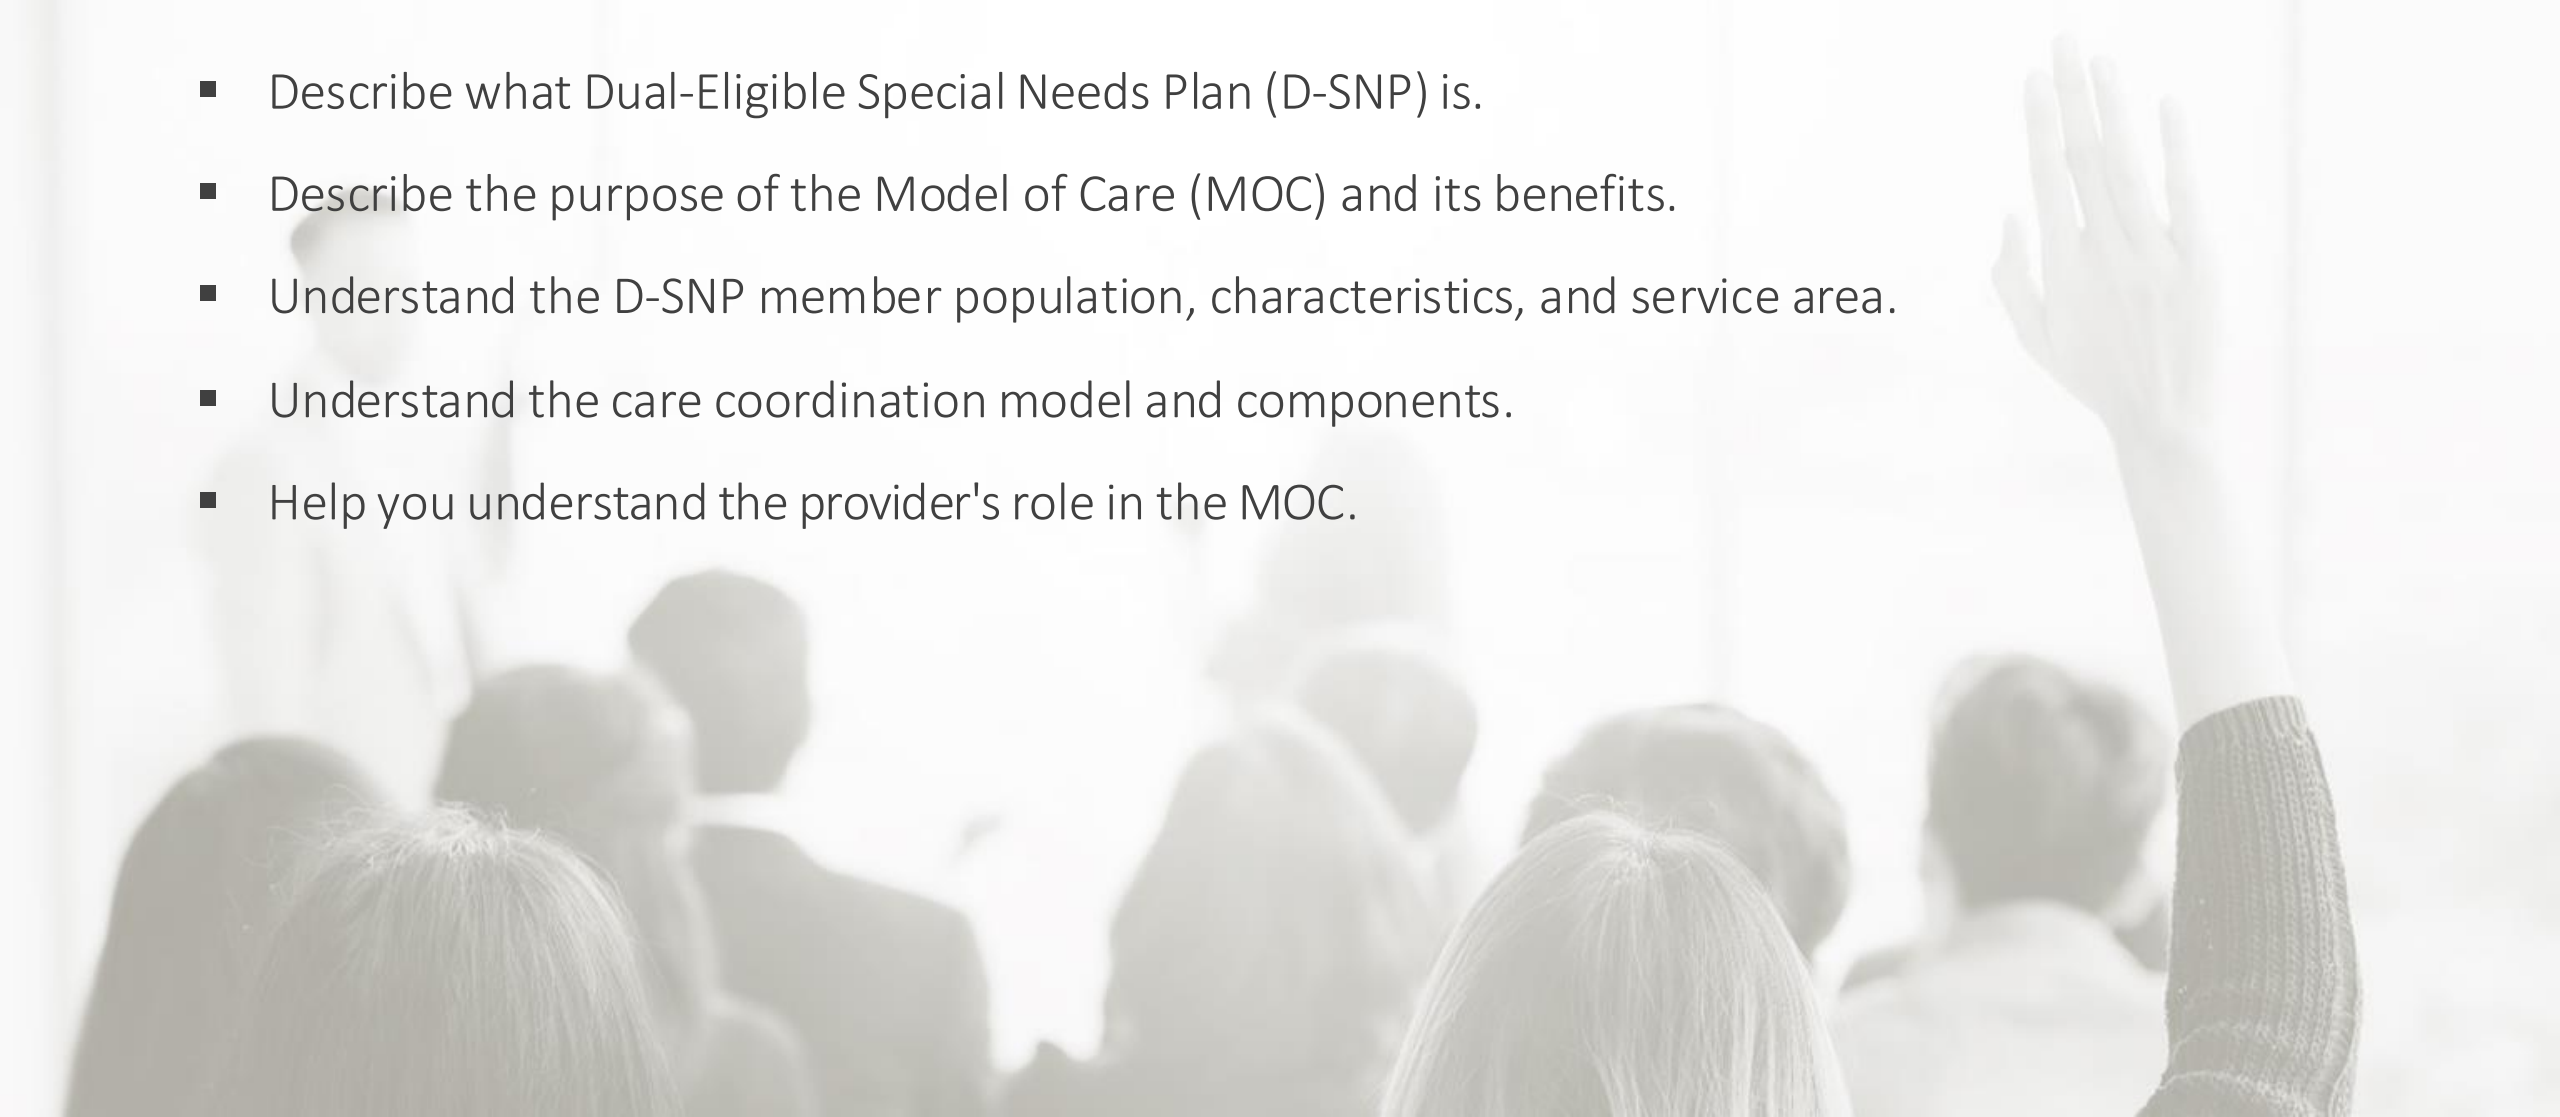 ▪ Describe what Dual-Eligible Special Needs Plan (D-SNP) is.
▪ Describe the purpose of the Model of Care (MOC) and its benefits.
▪ Understand the D-SNP member population, characteristics, and service area.
▪ Understand the care coordination model and components.
▪ Help you understand the provider's role in the MOC.